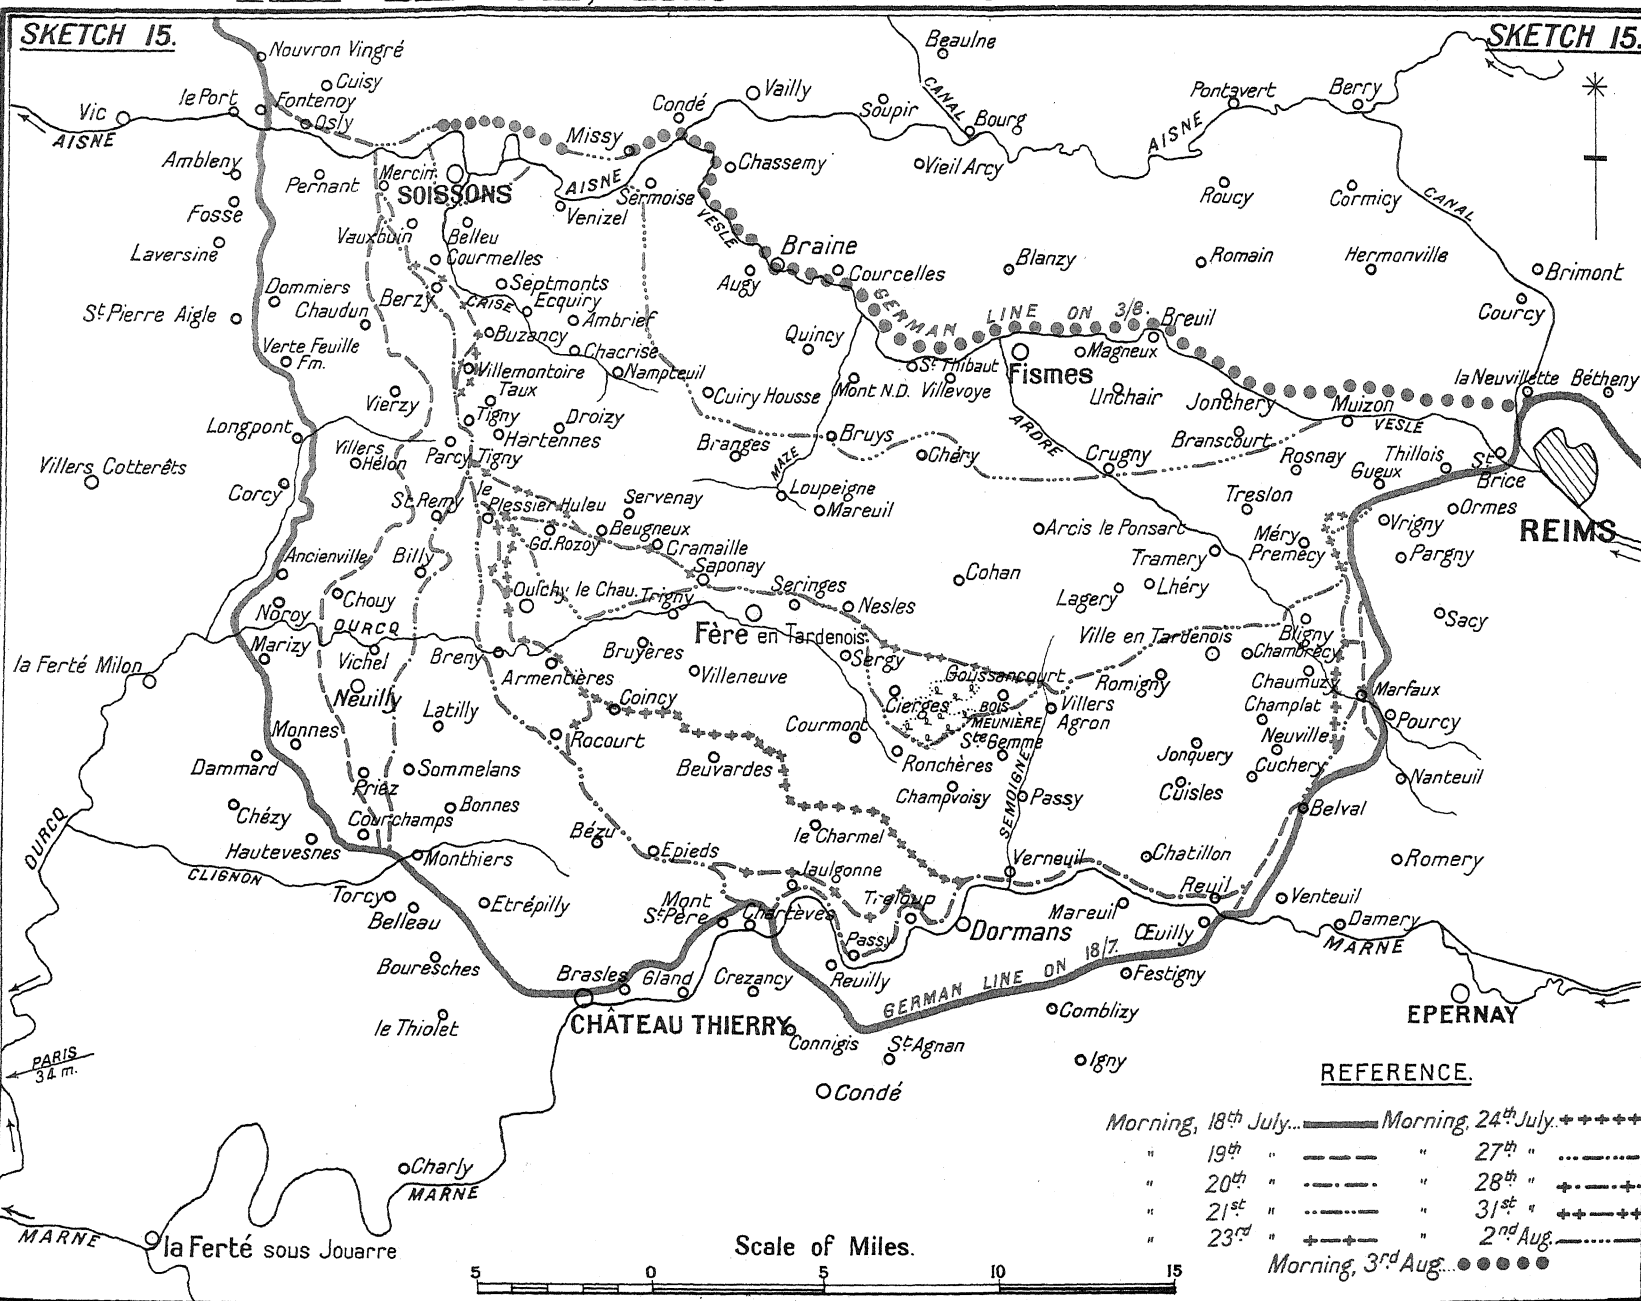 SKETCH 15.
SKETCH 15.
Nouvron Vingré
Cuisy
le Port
Fontenoy
Osly
Vic
AISNE
Condé
Vailly
Beaulne
CANAL
Soupir
Bourg
Pontavert
Berry
AISNE
Missy
Chassemy
Vieil Arcy
Ambleny
Pernant
Mercin
SOISSONS
AISNE
Sermoise
Venizel
VESLE
Roucy
Cormicy
CANAL
Fosse
Laversine
Vauxbuin
Belleu
Courmelles
Braine
Courcelles
Augy
Blanzy
Romain
Hermonville
Brimont
Courcy
Dommiers
Chaudun
Berzy
CRISE
Septmonts
Ecquiry
Ambrief
St. Pierre Aigle
Buzancy
Chacrise
Nampteuil
Quincy
GERMAN LINE ON 3/8.
Breuil
Magneux
Verte Feuille
Fm.
Villemontoire
Taux
Fismes
St. Thibaut
Mont N.D.
Villevoye
Unchair
Jonchery
Muizon
VESLE
la Neuvillette
Bétheny
Vierzy
Tigny
Hartennes
Droizy
Cuiry Housse
Branges
Bruys
Chéry
ARDRE
Crugny
Branscourt
Rosnay
Gueux
Thillois
St.
Brice
REIMS
Longpont
Villers
Hélon
Parcy Tigny
MAZE
Loupeigne
Mareuil
Villers Cotterêts
Corcy
St. Remy
le
Plessier Huleu
Servenay
Beugneux
Gd. Rozoy
Cramaille
Saponay
Arcis le Ponsart
Treslon
Méry
Premecy
Vrigny
Ormes
Pargny
Tramery
Ancienville
Billy
Oulchy le Chau.
Trigny
Seringes
Nesles
Cohan
Lagery
Lhéry
Noroy
Chouy
OURCQ
Fère en Tardenois
Ville en Tardenois
Bligny
Chambrecy
Sacy
Marizy
Vichel
Breny
Armentières
Bruyères
Villeneuve
Sergy
Goussancourt
la Ferté Milon
Neuilly
Coincy
Cierges
BOIS
MEUNIÈRE
Villers
Agron
Romigny
Chaumuzy
Marfaux
Champlat
Pourcy
Latilly
Rocourt
Courmont
Ste. Gemme
Ronchères
Monnes
Beuvardes
Jonquery
Neuville
Cuchery
Dammard
Priez
Sommelans
Champvoisy
SEMOIGNE
Passy
Cuisles
Nanteuil
Chézy
Courchamps
Bonnes
Bézu
le Charmel
Belval
OURCQ
Hautevesnes
CLIGNON
Monthiers
Epieds
Jaulgonne
Verneuil
Chatillon
Romery
Torcy
Belleau
Etrépilly
Mont
St. Père
Chartèves
Treloup
Mareuil
Reuil
Venteuil
Damery
Passy
Dormans
Œuilly
MARNE
Bouresches
Brasles
Gland
Crezancy
Reuilly
GERMAN LINE ON 18/7.
Festigny
le Thiolet
CHÂTEAU THIERRY
Connigis
St. Agnan
Comblizy
EPERNAY
PARIS
34 m.
Condé
Igny
Charly
MARNE
MARNE
la Ferté sous Jouarre
REFERENCE.
Morning, 18th July... Morning, 24th July..
" 19th " " 27th "
" 20th " " 28th "
" 21st " " 31st "
" 23rd " " 2nd Aug.
Morning, 3rd Aug...
Scale of Miles.
5 0 5 10 15